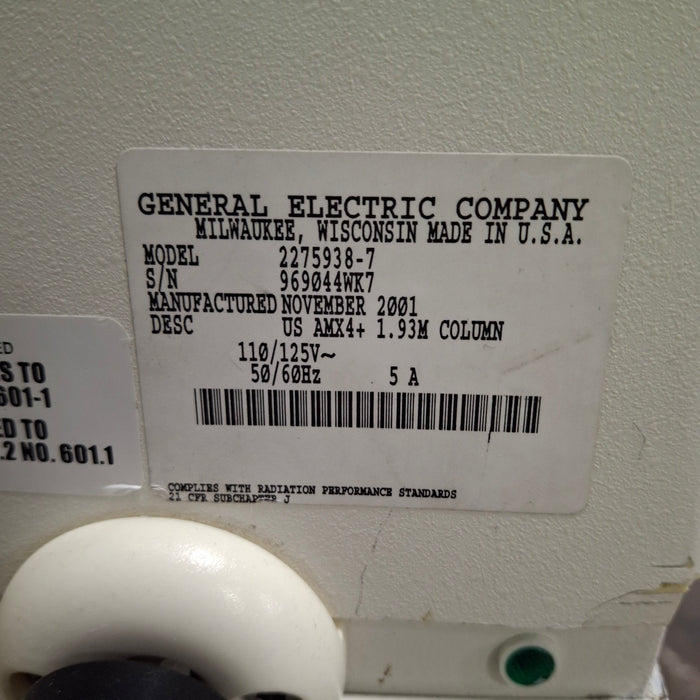 GENERAL ELECTRIC COMPANY
MILWAUKEE, WISCONSIN MADE IN U.S.A.
MODEL 2275938-7
S/N 969044WK7
MANUFACTURED NOVEMBER 2001
DESC US AMX4+ 1.93M COLUMN
110/125V~
50/60Hz 5 A
COMPLIES WITH RADIATION PERFORMANCE STANDARDS
21 CFR SUBCHAPTER J
ED
S TO
601-1
ED TO
.2 NO. 601.1